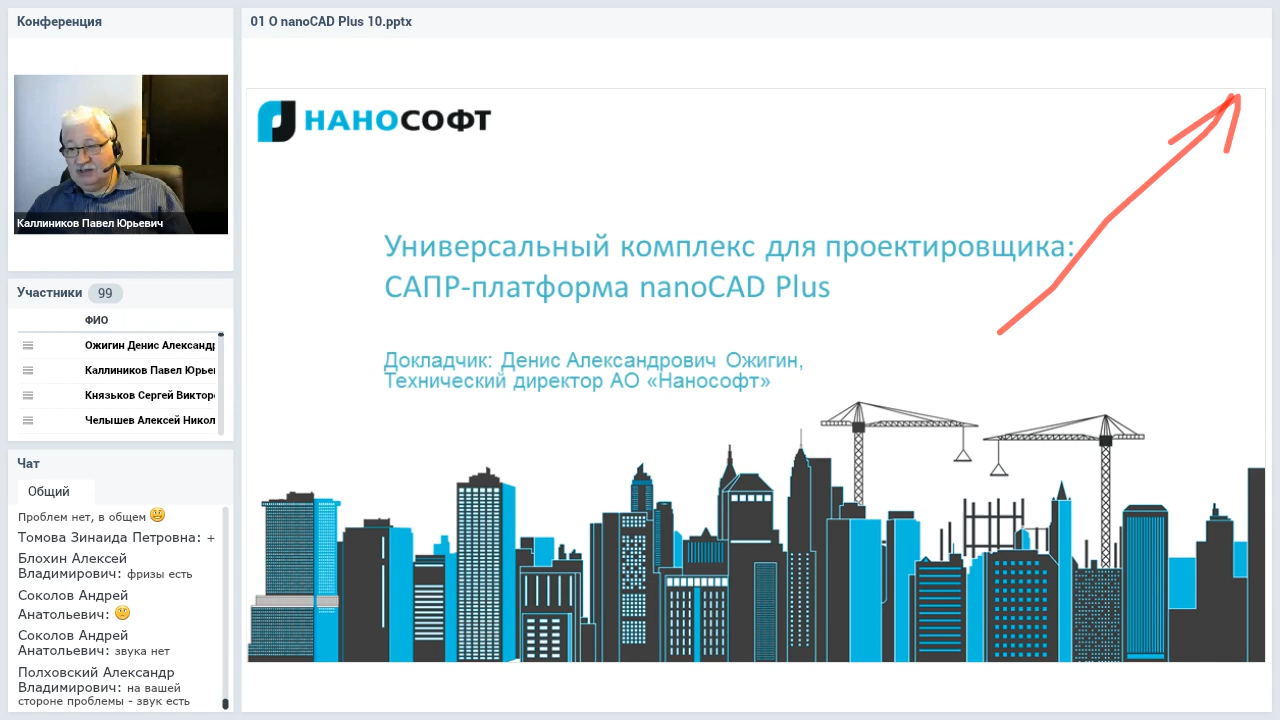 Конференция
Каллиников Павел Юрьевич
Участники 99
ФИО
Ожигин Денис Александр
Каллиников Павел Юрье
Князьков Сергей Викторо
Челышев Алексей Никол
Чат
Общий
нет, в общем
Томова Зинаида Петровна: +
Блохин Алексей
Владимирович: фризы есть
Соколов Андрей
Анатольевич:
Соколов Андрей
Анатольевич: звука нет
Полховский Александр
Владимирович: на вашей
стороне проблемы - звук есть
01 О nanoCAD Plus 10.pptx
НАНОСОФТ
Универсальный комплекс для проектировщика:
САПР-платформа nanoCAD Plus
Докладчик: Денис Александрович Ожигин,
Технический директор АО «Нанософт»